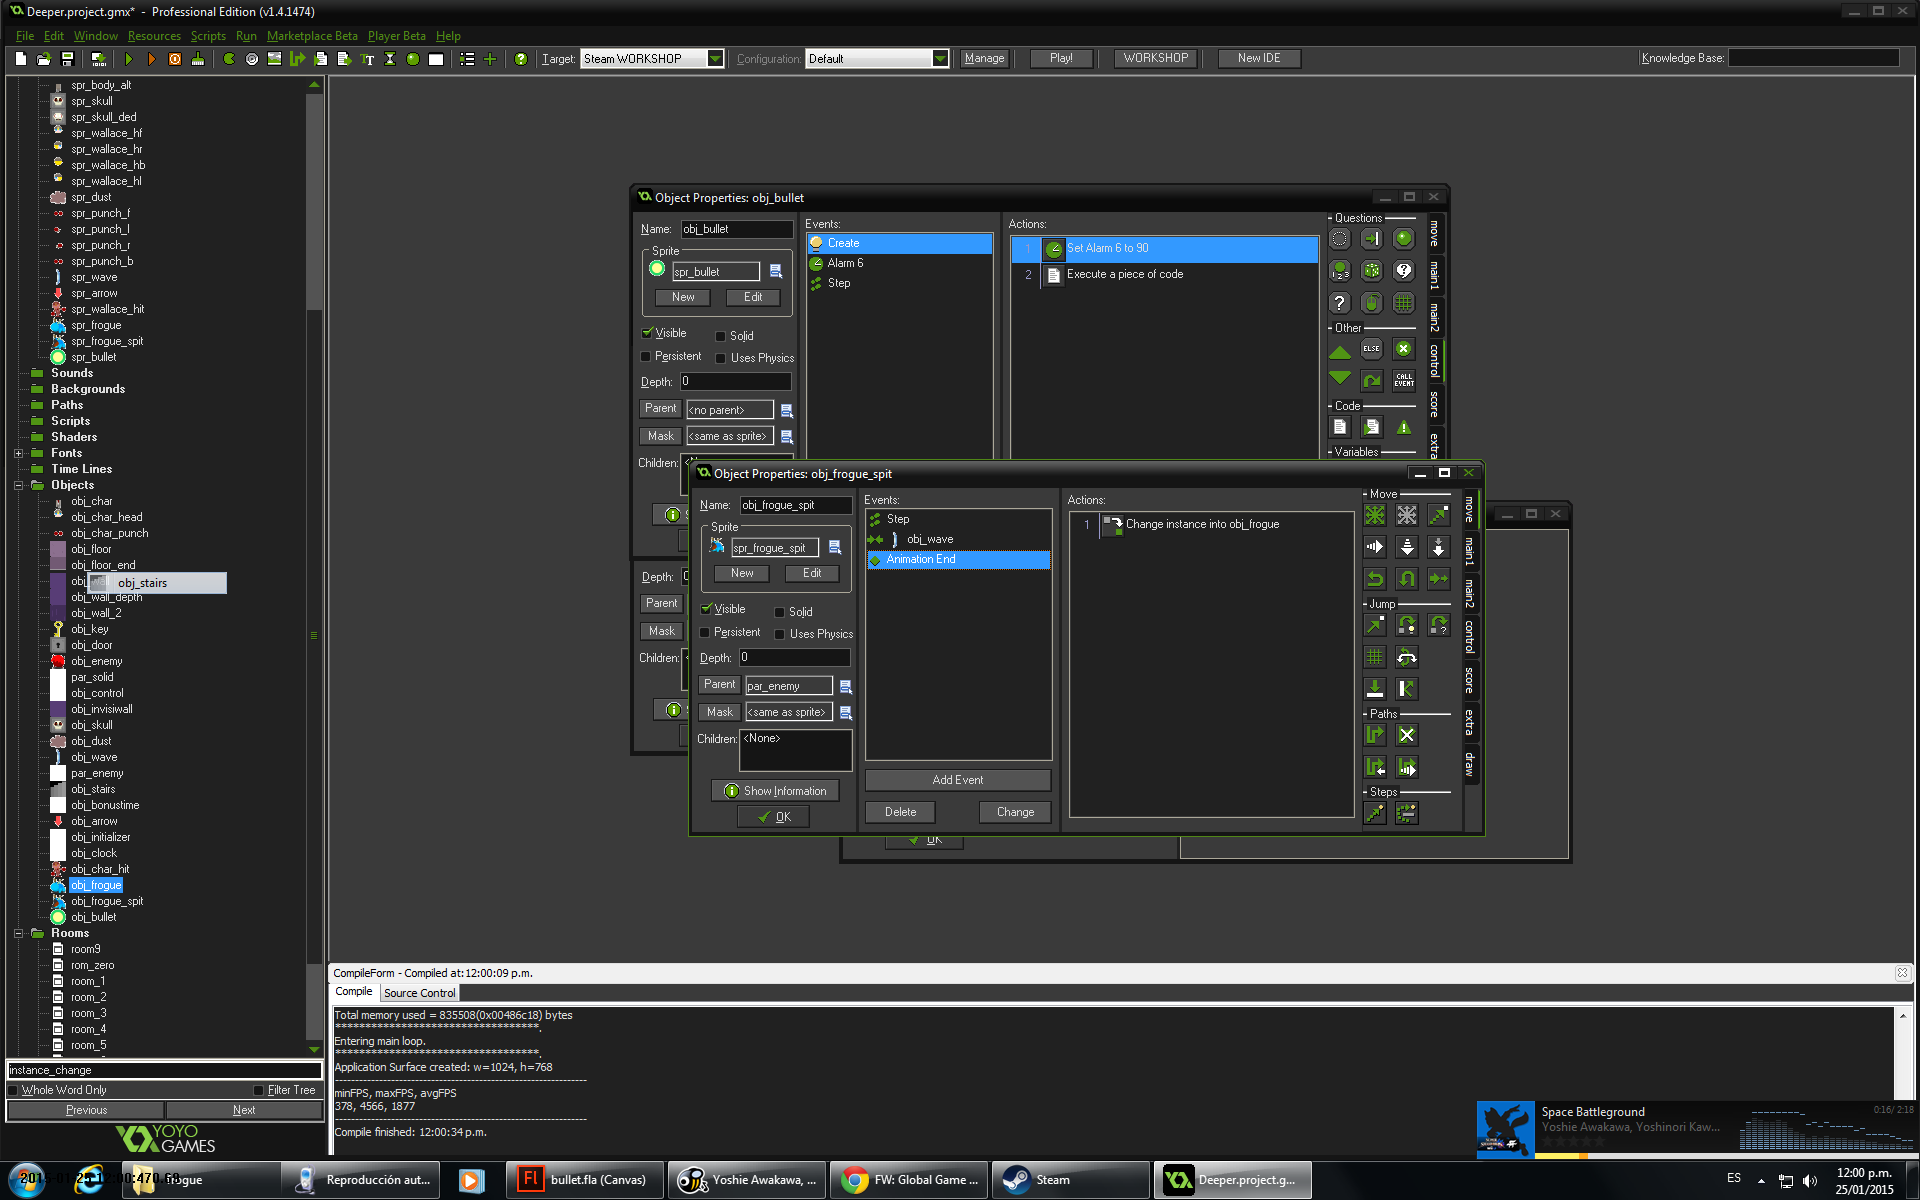 Deeper.project.gmx* - Professional Edition (v1.4.1474)
File Edit Window Resources Scripts Run Marketplace Beta Player Beta Help
Target: Steam WORKSHOP Configuration: Default Manage Play! WORKSHOP New IDE Knowledge Base:
spr_body_alt
spr_skull
spr_skull_ded
spr_wallace_hf
spr_wallace_hr
spr_wallace_hb
spr_wallace_hl
spr_dust
spr_punch_f
spr_punch_l
spr_punch_r
spr_punch_b
spr_wave
spr_arrow
spr_wallace_hit
spr_frogue
spr_frogue_spit
spr_bullet
Sounds
Backgrounds
Paths
Scripts
Shaders
Fonts
Time Lines
Objects
obj_char
obj_char_head
obj_char_punch
obj_floor
obj_floor_end
obj_stairs
obj_wall_depth
obj_wall_2
obj_key
obj_door
obj_enemy
par_solid
obj_control
obj_invisiwall
obj_skull
obj_dust
obj_wave
par_enemy
obj_stairs
obj_bonustime
obj_arrow
obj_initializer
obj_clock
obj_char_hit
obj_frogue
obj_frogue_spit
obj_bullet
Rooms
room9
rom_zero
room_1
room_2
room_3
room_4
room_5
instance_change
Whole Word Only Filter Tree
Previous Next
YOYO
GAMES
Object Properties: obj_bullet
Name: obj_bullet
Sprite
spr_bullet
New Edit
Visible Solid
Persistent Uses Physics
Depth: 0
Parent <no parent>
Mask <same as sprite>
Children:
Events:
Create
Alarm 6
Step
Actions:
1 Set Alarm 6 to 90
2 Execute a piece of code
Questions
Other
ELSE
CALL
EVENT
Code
Variables
move
main1
main2
control
score
extra
Depth:
Parent
Mask
Children:
OK
Object Properties: obj_frogue_spit
Name: obj_frogue_spit
Sprite
spr_frogue_spit
New Edit
Visible Solid
Persistent Uses Physics
Depth: 0
Parent par_enemy
Mask <same as sprite>
Children: <None>
Show Information
OK
Events:
Step
obj_wave
Animation End
Add Event
Delete Change
Actions:
1 Change instance into obj_frogue
Move
Jump
Paths
Steps
move
main1
main2
control
score
extra
draw
CompileForm - Compiled at: 12:00:09 p.m.
Compile Source Control
Total memory used = 835508(0x00486c18) bytes
Entering main loop.
Application Surface created: w=1024, h=768
minFPS, maxFPS, avgFPS
378, 4566, 1877
Compile finished: 12:00:34 p.m.
Space Battleground
Yoshie Awakawa, Yoshinori Kaw...
0:16/ 2:18
Reproducción aut...
bullet.fla (Canvas)
Yoshie Awakawa, ...
FW: Global Game ...
Steam
Deeper.project.g...
ES
12:00 p.m.
25/01/2015